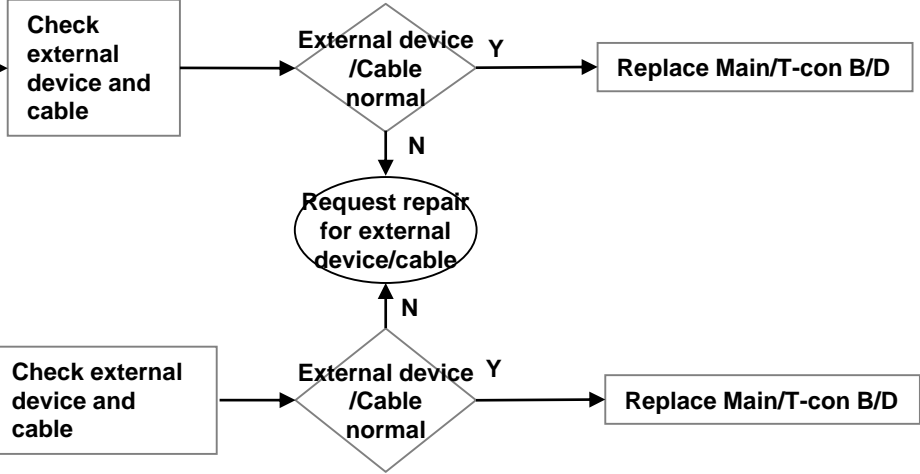 Check
external
device and
cable
External device
/Cable
normal
Y
Replace Main/T-con B/D
N
Request repair
for external
device/cable
N
Check external
device and
cable
External device
/Cable
normal
Y
Replace Main/T-con B/D